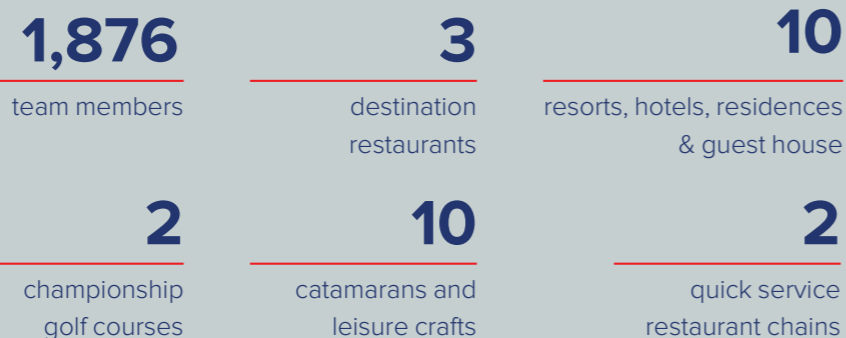 1,876
team members
3
destination
restaurants
10
resorts, hotels, residences
& guest house
2
championship
golf courses
10
catamarans and
leisure crafts
2
quick service
restaurant chains